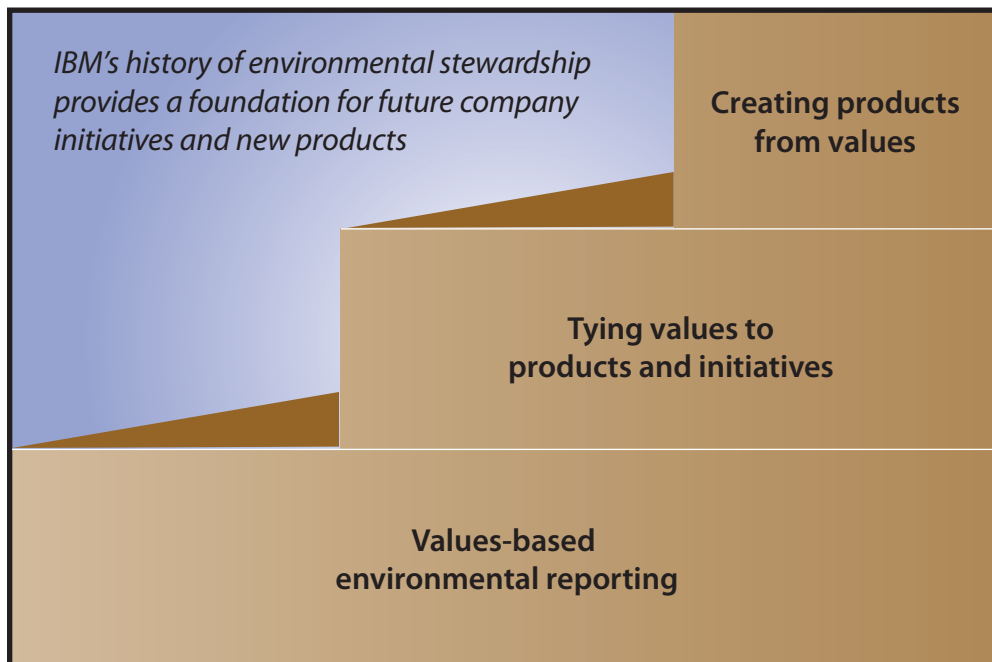 IBM's history of environmental stewardship
provides a foundation for future company
initiatives and new products
Creating products
from values
Tying values to
products and initiatives
Values-based
environmental reporting